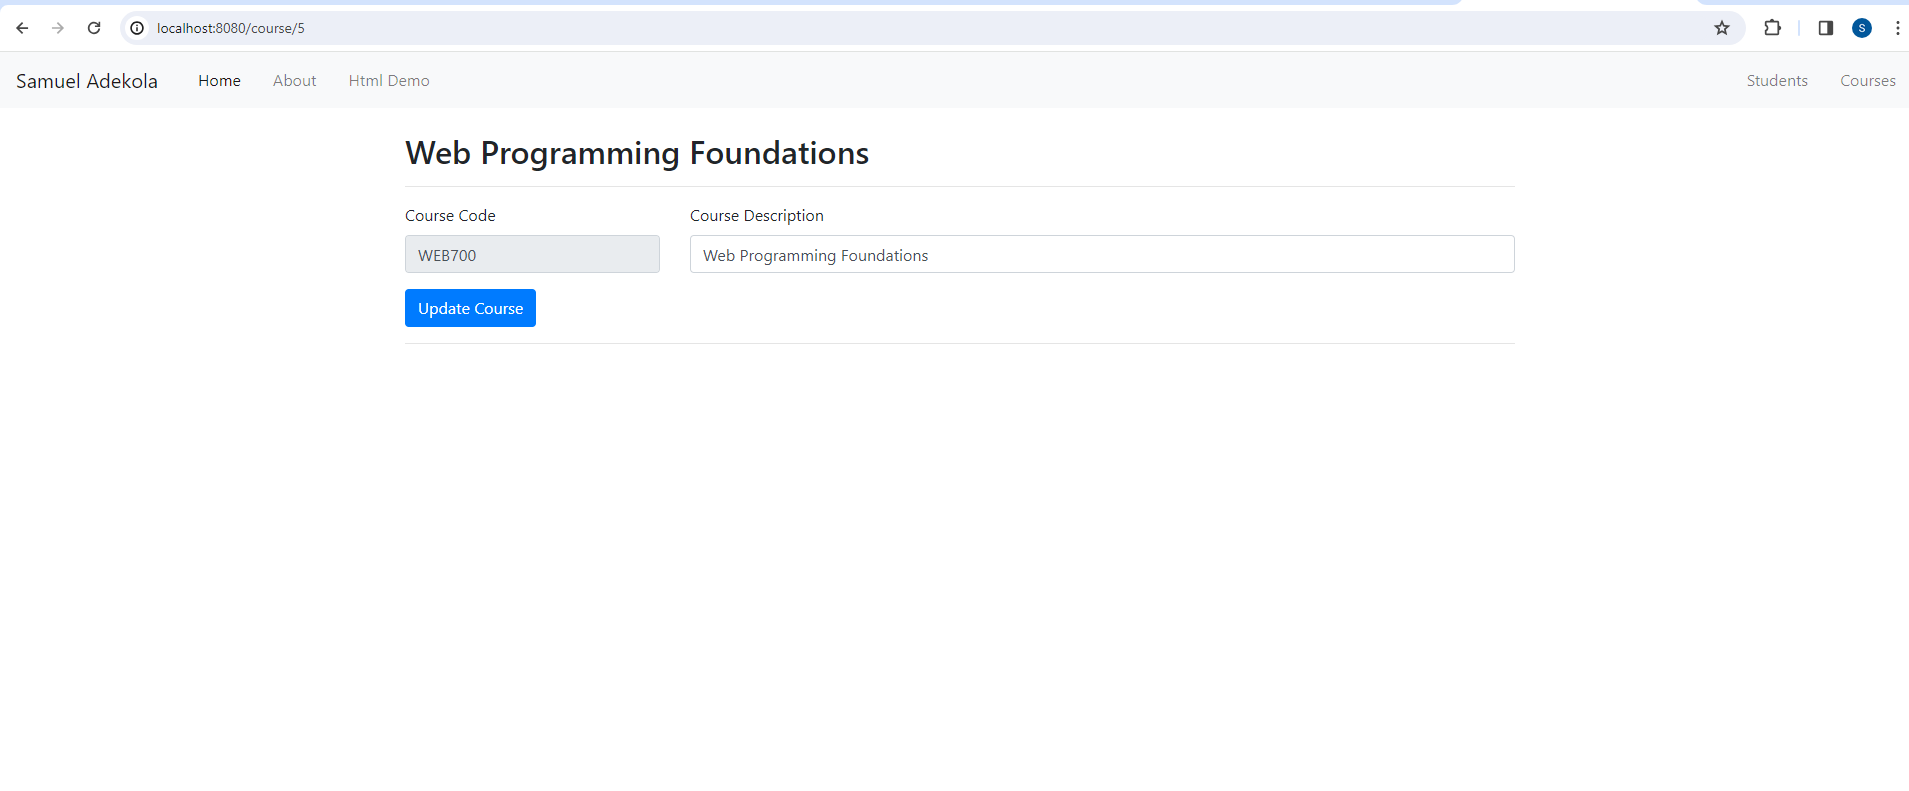 localhost:8080/course/5
S
Samuel Adekola Home About Html Demo Students Courses
Web Programming Foundations
Course Code Course Description
WEB700 Web Programming Foundations
Update Course